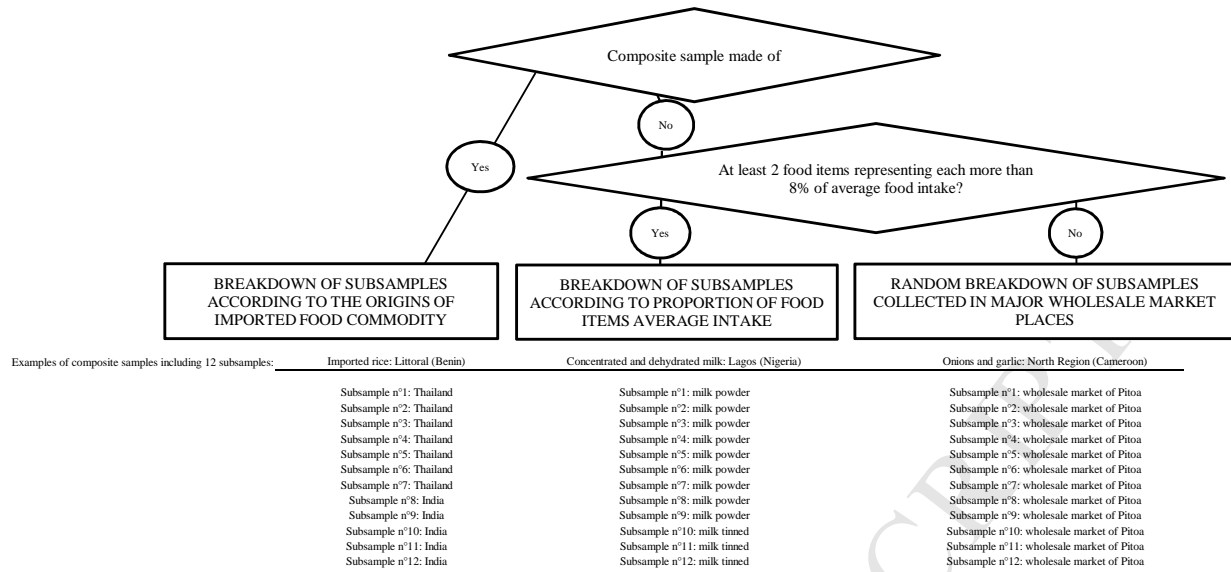 Composite sample made of
No
Yes
At least 2 food items representing each more than
8% of average food intake?
Yes
No
BREAKDOWN OF SUBSAMPLES
ACCORDING TO THE ORIGINS OF
IMPORTED FOOD COMMODITY
BREAKDOWN OF SUBSAMPLES
ACCORDING TO PROPORTION OF FOOD
ITEMS AVERAGE INTAKE
RANDOM BREAKDOWN OF SUBSAMPLES
COLLECTED IN MAJOR WHOLESALE MARKET
PLACES
Examples of composite samples including 12 subsamples: Imported rice: Littoral (Benin) Concentrated and dehydrated milk: Lagos (Nigeria) Onions and garlic: North Region (Cameroon)
Subsample n°1: Thailand Subsample n°1: milk powder Subsample n°1: wholesale market of Pitoa
Subsample n°2: Thailand Subsample n°2: milk powder Subsample n°2: wholesale market of Pitoa
Subsample n°3: Thailand Subsample n°3: milk powder Subsample n°3: wholesale market of Pitoa
Subsample n°4: Thailand Subsample n°4: milk powder Subsample n°4: wholesale market of Pitoa
Subsample n°5: Thailand Subsample n°5: milk powder Subsample n°5: wholesale market of Pitoa
Subsample n°6: Thailand Subsample n°6: milk powder Subsample n°6: wholesale market of Pitoa
Subsample n°7: Thailand Subsample n°7: milk powder Subsample n°7: wholesale market of Pitoa
Subsample n°8: India Subsample n°8: milk powder Subsample n°8: wholesale market of Pitoa
Subsample n°9: India Subsample n°9: milk powder Subsample n°9: wholesale market of Pitoa
Subsample n°10: India Subsample n°10: milk tinned Subsample n°10: wholesale market of Pitoa
Subsample n°11: India Subsample n°11: milk tinned Subsample n°11: wholesale market of Pitoa
Subsample n°12: India Subsample n°12: milk tinned Subsample n°12: wholesale market of Pitoa